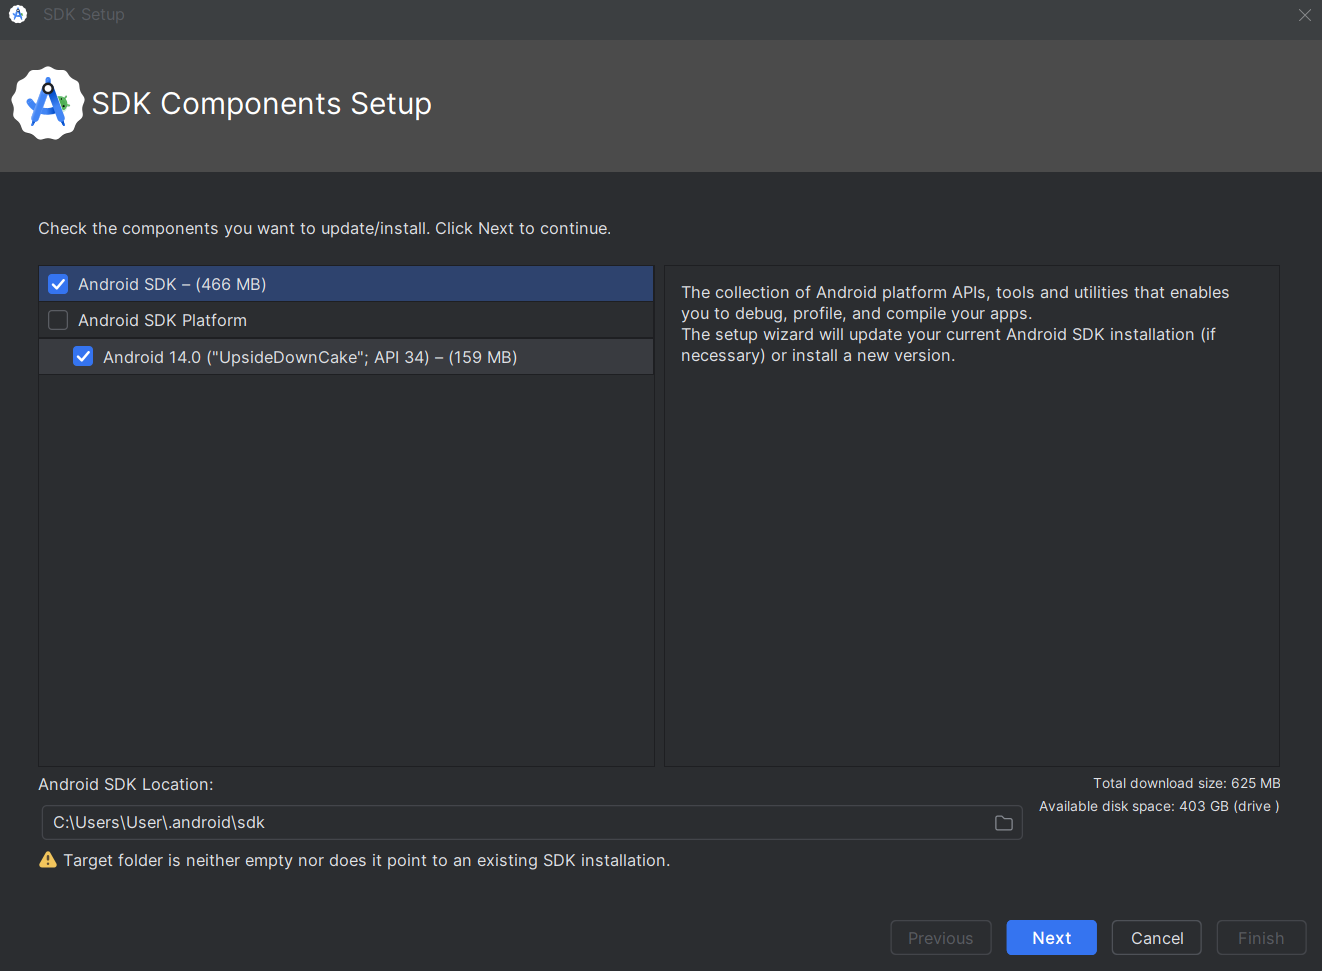 SDK Setup
SDK Components Setup
Check the components you want to update/install. Click Next to continue.
Android SDK – (466 MB)
Android SDK Platform
Android 14.0 ("UpsideDownCake"; API 34) – (159 MB)
The collection of Android platform APIs, tools and utilities that enables
you to debug, profile, and compile your apps.
The setup wizard will update your current Android SDK installation (if
necessary) or install a new version.
Android SDK Location:
Total download size: 625 MB
Available disk space: 403 GB (drive )
C:\Users\User\.android\sdk
Target folder is neither empty nor does it point to an existing SDK installation.
Previous
Next
Cancel
Finish